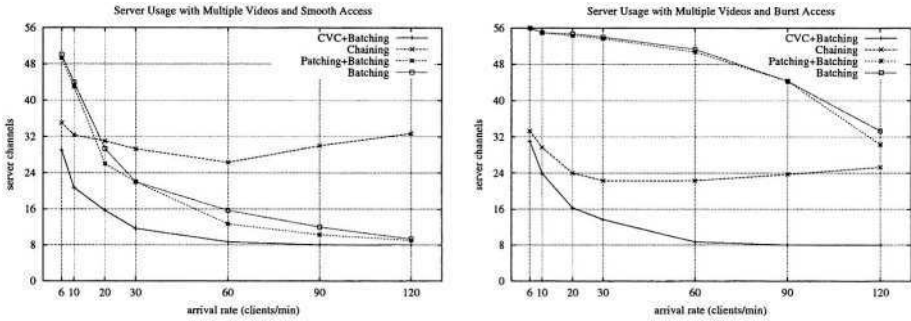 Server Usage with Multiple Videos and Smooth Access
56
48
40
32
24
16
8
0
server channels
CVC+Batching
Chaining
Patching+Batching
Batching
6 10 20 30 60 90 120
arrival rate (clients/min)
Server Usage with Multiple Videos and Burst Access
56
48
40
32
24
16
8
0
server channels
CVC+Batching
Chaining
Patching+Batching
Batching
6 10 20 30 60 90 120
arrival rate (clients/min)